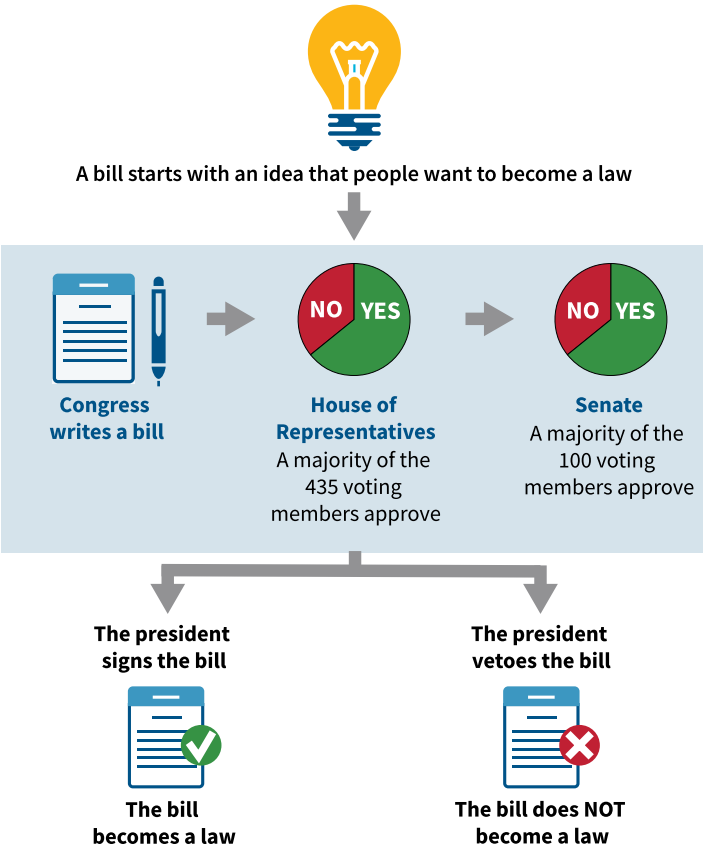 A bill starts with an idea that people want to become a law
NO YES
NO YES
Congress
writes a bill
House of
Representatives
A majority of the
435 voting
members approve
Senate
A majority of the
100 voting
members approve
The president
signs the bill
The president
vetoes the bill
The bill
becomes a law
The bill does NOT
become a law